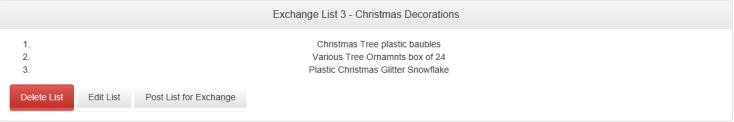 Exchange List 3 - Christmas Decorations
1. Christmas Tree plastic baubles
2. Various Tree Ornamnts box of 24
3. Plastic Christmas Glitter Snowflake
Delete List Edit List Post List for Exchange